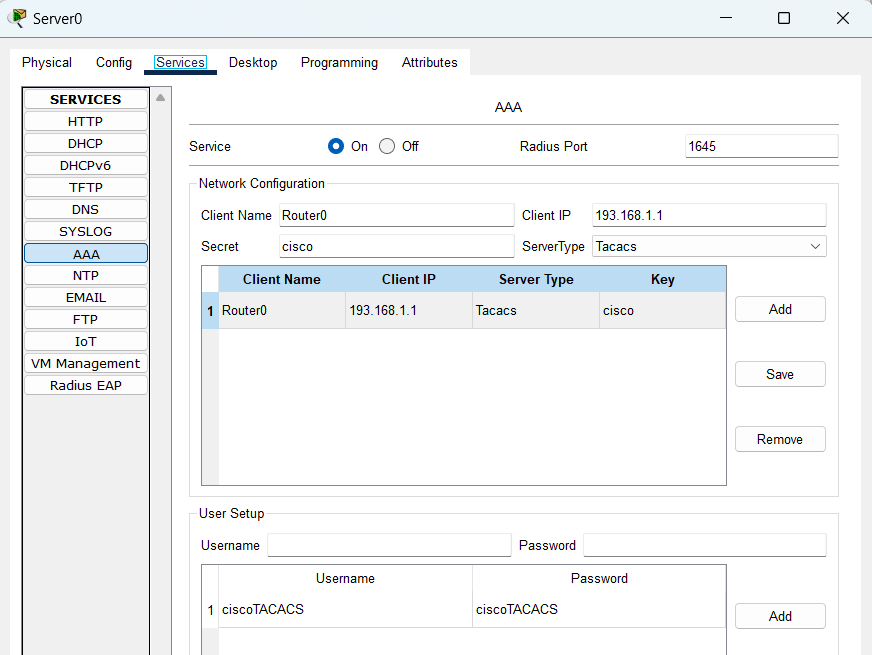 Server0
Physical Config Services Desktop Programming Attributes
SERVICES
HTTP
DHCP
DHCPv6
TFTP
DNS
SYSLOG
AAA
NTP
EMAIL
FTP
IoT
VM Management
Radius EAP
AAA
Service On Off Radius Port 1645
Network Configuration
Client Name Router0 Client IP 193.168.1.1
Secret cisco ServerType Tacacs
Client Name Client IP Server Type Key
1 Router0 193.168.1.1 Tacacs cisco
Add
Save
Remove
User Setup
Username Password
Username Password
1 ciscoTACACS ciscoTACACS
Add